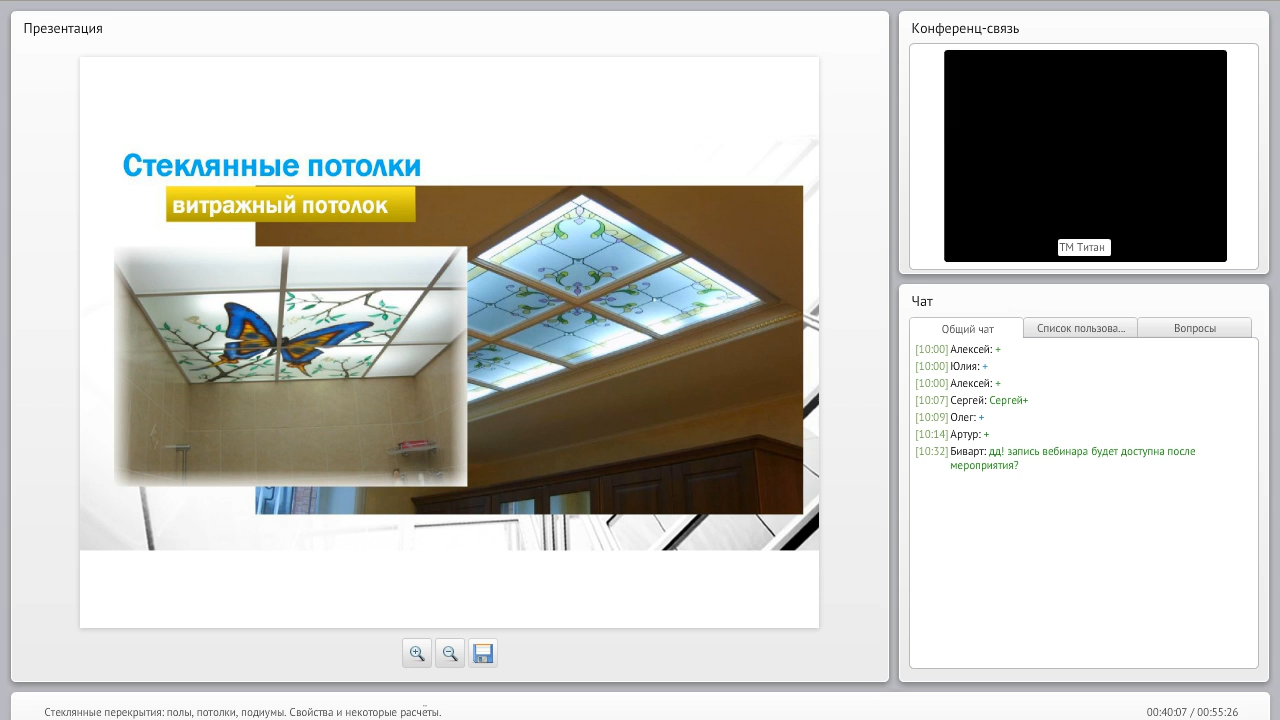 Презентация
Стеклянные потолки
витражный потолок
Конференц-связь
ТМ Титан
Чат
Общий чат
Список пользова...
Вопросы
[10:00] Алексей: +
[10:00] Юлия: +
[10:00] Алексей: +
[10:07] Сергей: Сергей+
[10:09] Олег: +
[10:14] Артур: +
[10:32] Биварт: дд! запись вебинара будет доступна после
мероприятия?
Стеклянные перекрытия: полы, потолки, подиумы. Свойства и некоторые расчёты.
00:40:07 / 00:55:26